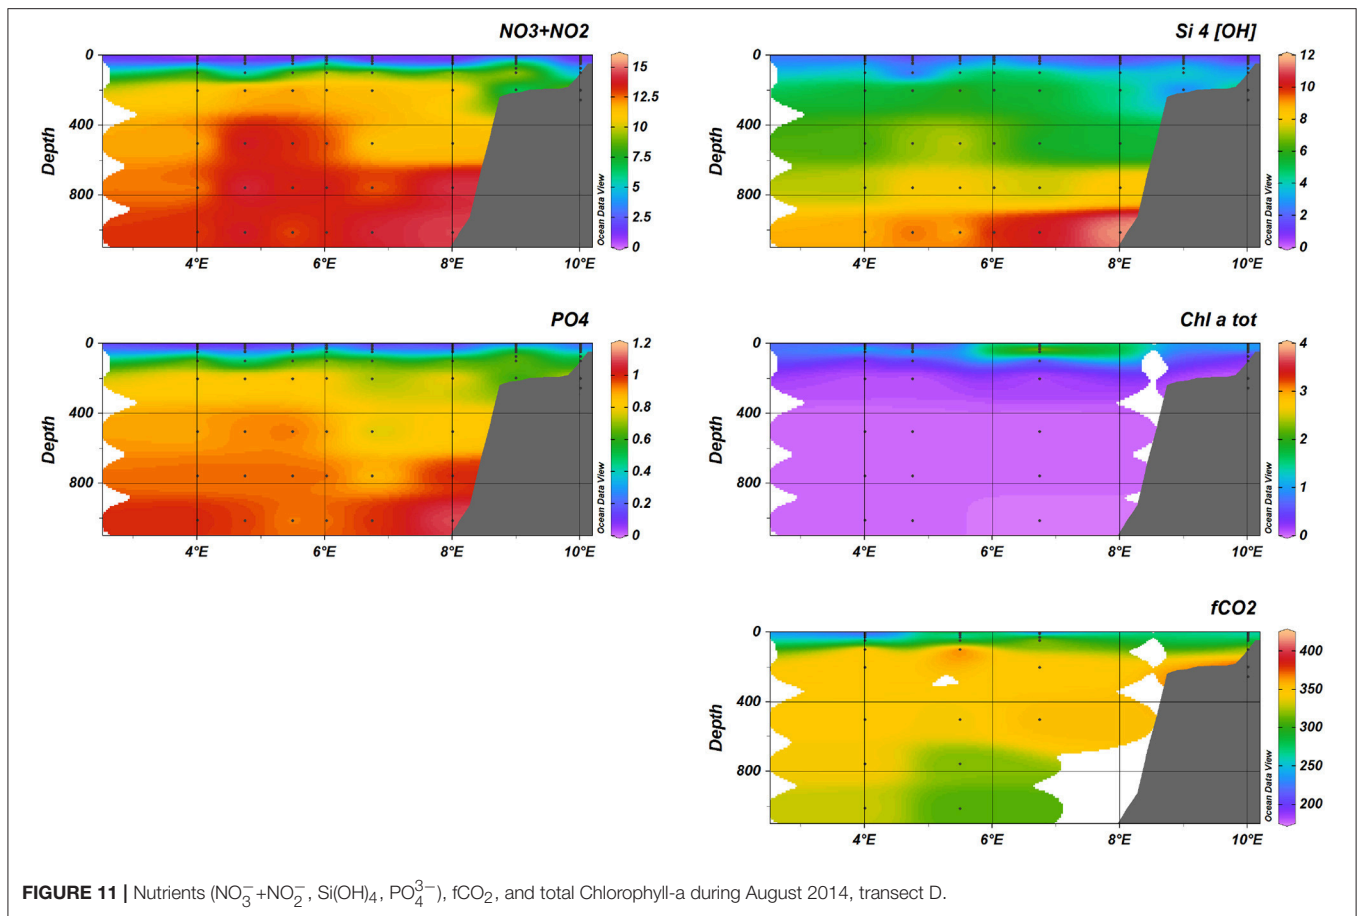 NO3+NO2
0
400
800
Depth
4°E 6°E 8°E 10°E
15
12.5
10
7.5
5
2.5
0
Ocean Data View
Si 4 [OH]
0
400
800
Depth
4°E 6°E 8°E 10°E
12
10
8
6
4
2
0
Ocean Data View
PO4
0
400
800
Depth
4°E 6°E 8°E 10°E
1.2
1
0.8
0.6
0.4
0.2
0
Ocean Data View
Chl a tot
0
400
800
Depth
4°E 6°E 8°E 10°E
4
3
2
1
0
Ocean Data View
fCO2
0
400
800
Depth
4°E 6°E 8°E 10°E
400
350
300
250
200
Ocean Data View
FIGURE 11 | Nutrients (NO₃⁻+NO₂⁻, Si(OH)₄, PO₄³⁻), fCO₂, and total Chlorophyll-a during August 2014, transect D.